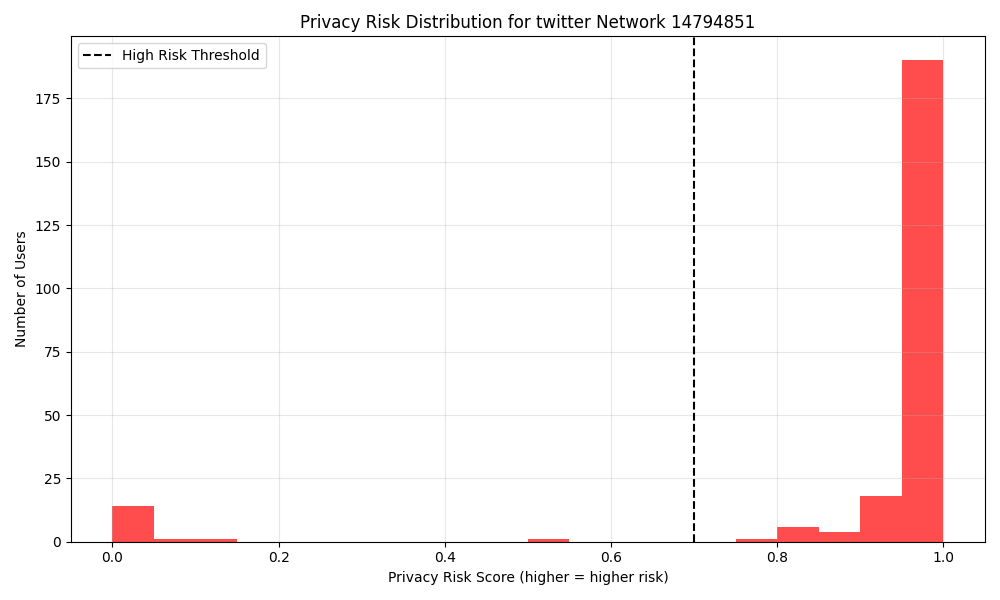 Privacy Risk Distribution for twitter Network 14794851
High Risk Threshold
Number of Users
175
150
125
100
75
50
25
0
0.0 0.2 0.4 0.6 0.8 1.0
Privacy Risk Score (higher = higher risk)